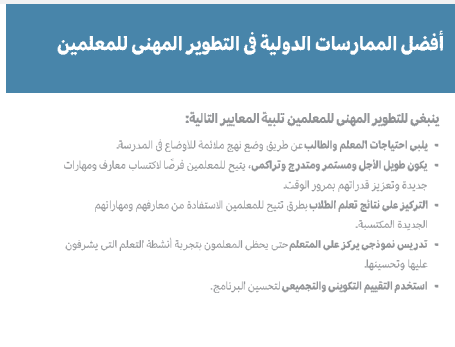 أفضل الممارسات الدولية في التطوير المهني للمعلمين
ينبغي للتطوير المهني للمعلمين تلبية المعايير التالية:
• يلبي احتياجات المعلم والطالب عن طريق وضع نهج ملائمة للأوضاع في المدرسة.
• يكون طويل الأجل ومستمر ومتدرج وتراكمي، يتيح للمعلمين فرصًا لاكتساب معارف ومهارات
جديدة وتعزيز قدراتهم بمرور الوقت.
• التركيز على نتائج تعلم الطلاب بطرق تتيح للمعلمين الاستفادة من معارفهم ومهاراتهم
الجديدة المكتسبة.
• تدريس نموذجي يركز على المتعلم حتى يحظى المعلمون بتجربة أنشطة التعلم التي يشرفون
عليها وتحسينها.
• استخدم التقييم التكويني والتجميعي لتحسين البرنامج.